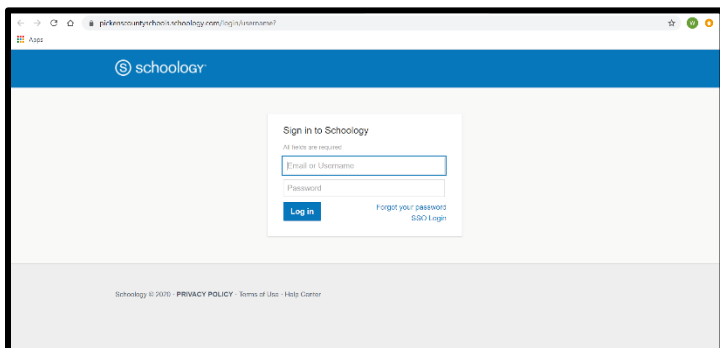 pickenscountyschools.schoology.com/login/username?
W
Apps
S schoology
Sign in to Schoology
All fields are required
Email or Username
Password
Log in
Forgot your password
SSO Login
Schoology © 2020 · PRIVACY POLICY · Terms of Use · Help Center